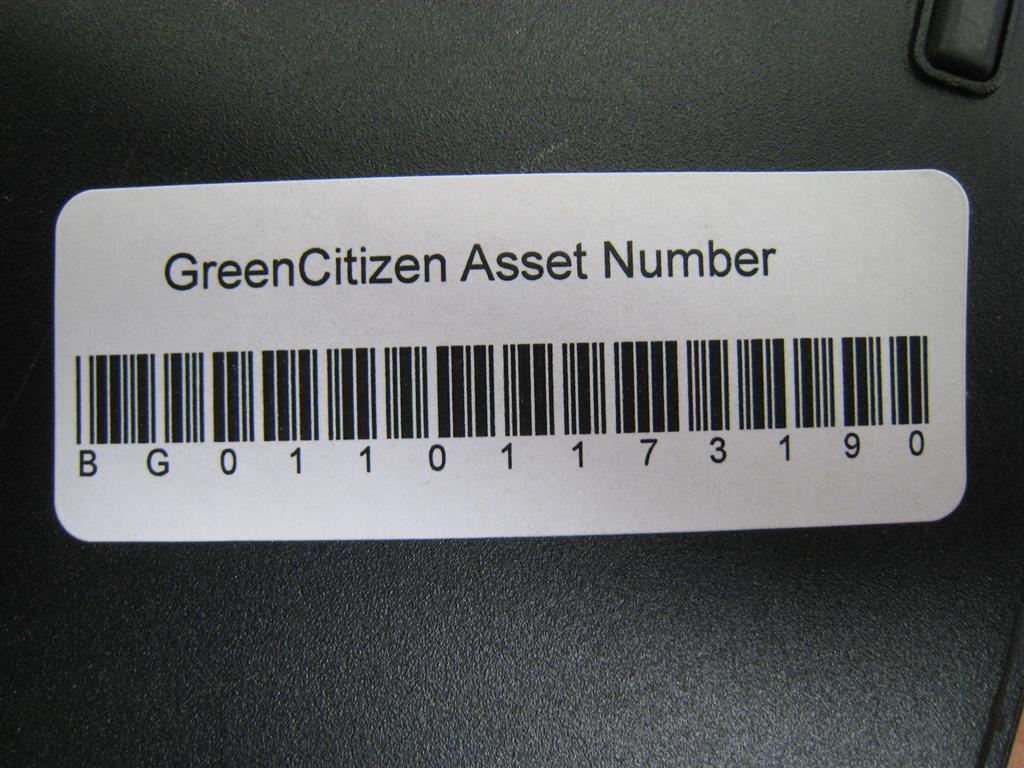 GreenCitizen Asset Number
B G 0 1 1 0 1 1 7 3 1 9 0